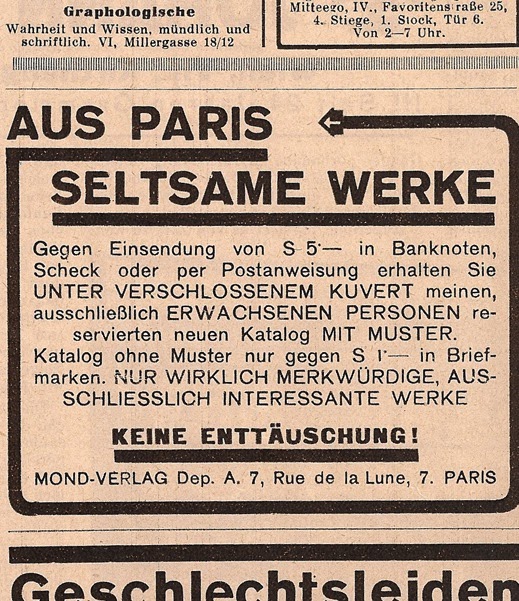 Graphologische
Wahrheit und Wissen, mündlich und
schriftlich. VI, Millergasse 18/12
Mitteego, IV., Favoritens raße 25,
4. Stiege, 1. Stock, Tür 6.
Von 2—7 Uhr.
AUS PARIS
SELTSAME WERKE
Gegen Einsendung von S 5·— in Banknoten,
Scheck oder per Postanweisung erhalten Sie
UNTER VERSCHLOSSENEM KUVERT meinen,
ausschließlich ERWACHSENEN PERSONEN re-
servierten neuen Katalog MIT MUSTER.
Katalog ohne Muster nur gegen S 1·— in Brief-
marken. NUR WIRKLICH MERKWÜRDIGE, AUS-
SCHLIESSLICH INTERESSANTE WERKE
KEINE ENTTÄUSCHUNG!
MOND-VERLAG Dep. A. 7, Rue de la Lune, 7. PARIS
Geschlechtsleiden